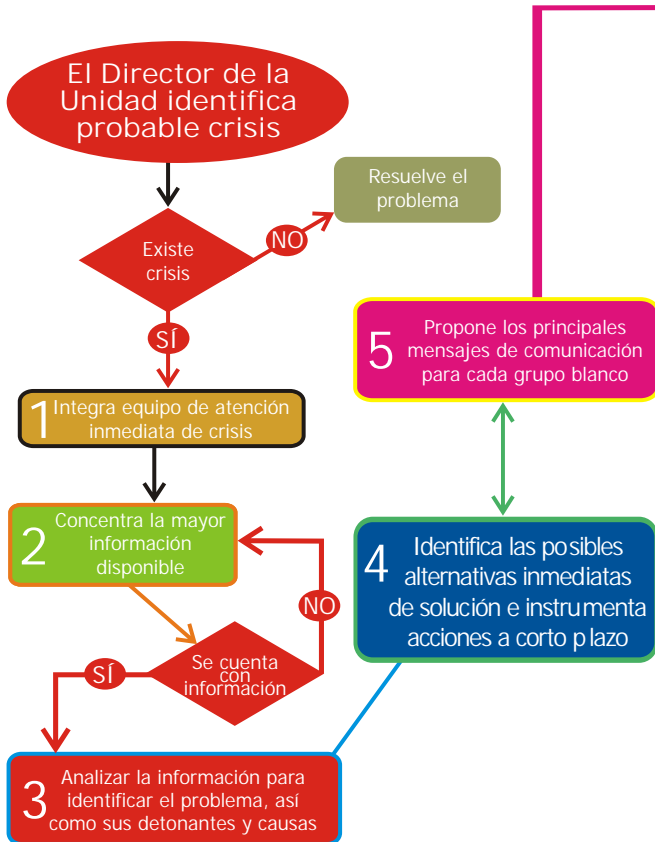 El Director de la
Unidad identifica
probable crisis
Resuelve el
problema
NO
Existe
crisis
SÍ
1
Integra equipo de atención
inmediata de crisis
2
Concentra la mayor
información
disponible
NO
Se cuenta
con
información
SÍ
3
Analizar la información para
identificar el problema, así
como sus detonantes y causas
4
Identifica las posibles
alternativas inmediatas
de solución e instrumenta
acciones a corto plazo
5
Propone los principales
mensajes de comunicación
para cada grupo blanco